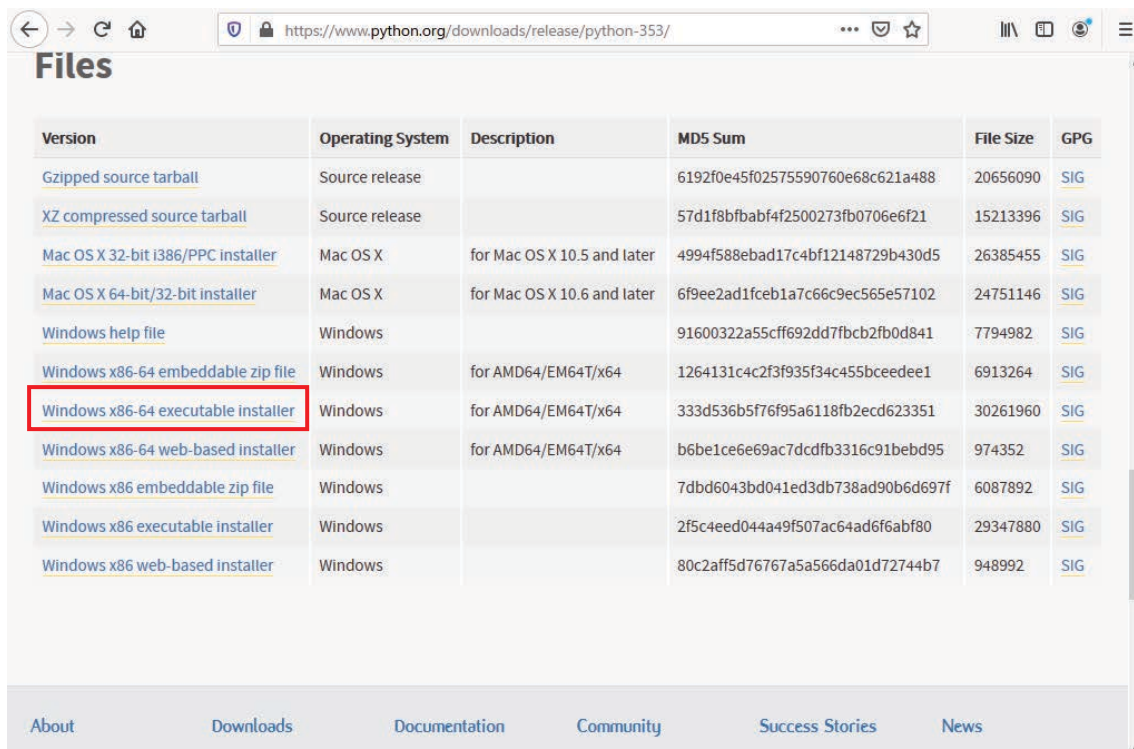 https://www.python.org/downloads/release/python-353/
Files
Version Operating System Description MD5 Sum File Size GPG
Gzipped source tarball Source release 6192f0e45f02575590760e68c621a488 20656090 SIG
XZ compressed source tarball Source release 57d1f8bfbabf4f2500273fb0706e6f21 15213396 SIG
Mac OS X 32-bit i386/PPC installer Mac OS X for Mac OS X 10.5 and later 4994f588ebad17c4bf12148729b430d5 26385455 SIG
Mac OS X 64-bit/32-bit installer Mac OS X for Mac OS X 10.6 and later 6f9ee2ad1fceb1a7c66c9ec565e57102 24751146 SIG
Windows help file Windows 91600322a55cff692dd7fbcb2fb0d841 7794982 SIG
Windows x86-64 embeddable zip file Windows for AMD64/EM64T/x64 1264131c4c2f3f935f34c455bceedee1 6913264 SIG
Windows x86-64 executable installer Windows for AMD64/EM64T/x64 333d536b5f76f95a6118fb2ecd623351 30261960 SIG
Windows x86-64 web-based installer Windows for AMD64/EM64T/x64 b6be1ce6e69ac7dcdfb3316c91bebd95 974352 SIG
Windows x86 embeddable zip file Windows 7dbd6043bd041ed3db738ad90b6d697f 6087892 SIG
Windows x86 executable installer Windows 2f5c4eed044a49f507ac64ad6f6abf80 29347880 SIG
Windows x86 web-based installer Windows 80c2aff5d76767a5a566da01d72744b7 948992 SIG
About Downloads Documentation Community Success Stories News